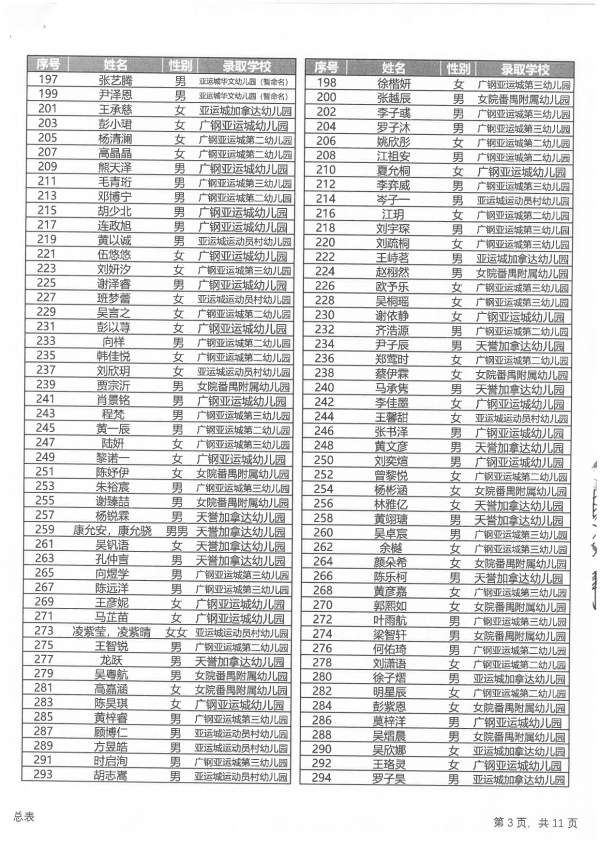 序号 姓名 性别 录取学校
197 张艺腾 男 亚运城华文幼儿园（暂命名）
199 尹泽恩 男 亚运城华文幼儿园（暂命名）
201 王承慈 女 亚运城加拿达幼儿园
203 彭小珺 女 广钢亚运城幼儿园
205 杨清澜 女 广钢亚运城第二幼儿园
207 高晶晶 女 广钢亚运城第二幼儿园
209 熊天泽 男 广钢亚运城幼儿园
211 毛青珩 男 广钢亚运城第三幼儿园
213 邓博宁 男 广钢亚运城第二幼儿园
215 胡少北 男 广钢亚运城幼儿园
217 连政旭 男 广钢亚运城幼儿园
219 黄以诚 男 亚运城运动员村幼儿园
221 伍悠悠 女 广钢亚运城幼儿园
223 刘妍汐 女 广钢亚运城第三幼儿园
225 谢泽睿 男 广钢亚运城幼儿园
227 班梦蕾 女 亚运城运动员村幼儿园
229 吴言之 女 广钢亚运城第二幼儿园
231 彭以荨 女 广钢亚运城幼儿园
233 向样 男 广钢亚运城第二幼儿园
235 韩佳悦 女 广钢亚运城第二幼儿园
237 刘欣玥 女 亚运城运动员村幼儿园
239 贾宗沂 男 女院番禺附属幼儿园
241 肖景铭 男 广钢亚运城幼儿园
243 程梵 男 广钢亚运城第三幼儿园
245 黄一辰 男 广钢亚运城第二幼儿园
247 陆妍 女 广钢亚运城第三幼儿园
249 黎诺一 女 广钢亚运城幼儿园
251 陈妤伊 女 女院番禺附属幼儿园
253 朱裕宸 男 广钢亚运城第三幼儿园
255 谢臻喆 男 女院番禺附属幼儿园
257 杨锐霖 男 天誉加拿达幼儿园
259 康允安，康允骁 男男 天誉加拿达幼儿园
261 吴钒语 女 天誉加拿达幼儿园
263 孔仲言 男 天誉加拿达幼儿园
265 向煜学 男 广钢亚运城第三幼儿园
267 陈远洋 男 广钢亚运城第三幼儿园
269 王彦妮 女 广钢亚运城幼儿园
271 马芷苗 女 广钢亚运城幼儿园
273 凌紫莹，凌紫晴 女女 亚运城运动员村幼儿园
275 王智锐 男 广钢亚运城第二幼儿园
277 龙跃 男 天誉加拿达幼儿园
279 吴粤航 男 女院番禺附属幼儿园
281 高嘉涵 女 女院番禺附属幼儿园
283 陈昊琪 女 广钢亚运城幼儿园
285 黄梓睿 男 广钢亚运城第三幼儿园
287 顾博仁 男 亚运城运动员村幼儿园
289 方昱皓 男 亚运城运动员村幼儿园
291 时启洵 男 广钢亚运城第三幼儿园
293 胡志嵩 男 亚运城运动员村幼儿园
序号 姓名 性别 录取学校
198 徐楷妍 女 广钢亚运城第三幼儿园
200 张越辰 男 女院番禺附属幼儿园
202 李子彧 男 广钢亚运城第三幼儿园
204 罗子沐 男 广钢亚运城第三幼儿园
206 姚欣彤 女 广钢亚运城第二幼儿园
208 江祖安 男 广钢亚运城第三幼儿园
210 夏允桐 女 广钢亚运城幼儿园
212 李弈威 男 广钢亚运城第三幼儿园
214 岑子一 男 亚运城运动员村幼儿园
216 江玥 女 广钢亚运城第二幼儿园
218 刘宇琛 男 广钢亚运城第三幼儿园
220 刘疏桐 女 广钢亚运城第三幼儿园
222 王峙茗 男 亚运城加拿达幼儿园
224 赵栩然 男 女院番禺附属幼儿园
226 欧予乐 女 广钢亚运城第三幼儿园
228 吴桐瑶 女 广钢亚运城第三幼儿园
230 谢依静 女 广钢亚运城幼儿园
232 齐浩源 男 广钢亚运城第二幼儿园
234 尹子辰 男 天誉加拿达幼儿园
236 郑莺时 女 广钢亚运城第二幼儿园
238 蔡伊霖 女 女院番禺附属幼儿园
240 马承隽 男 天誉加拿达幼儿园
242 李佳墨 女 广钢亚运城幼儿园
244 王馨甜 女 亚运城运动员村幼儿园
246 张书泽 男 广钢亚运城幼儿园
248 黄文彦 男 天誉加拿达幼儿园
250 刘奕煊 男 广钢亚运城幼儿园
252 曾黎悦 女 广钢亚运城第二幼儿园
254 杨彬涵 女 女院番禺附属幼儿园
256 林雅亿 女 天誉加拿达幼儿园
258 黄翊瑭 男 天誉加拿达幼儿园
260 吴卓宸 男 广钢亚运城第三幼儿园
262 余樾 女 广钢亚运城第三幼儿园
264 颜朵希 女 女院番禺附属幼儿园
266 陈乐柯 男 天誉加拿达幼儿园
268 黄彦嘉 男 广钢亚运城第三幼儿园
270 郭熙如 女 女院番禺附属幼儿园
272 叶雨航 男 广钢亚运城第三幼儿园
274 梁智轩 男 女院番禺附属幼儿园
276 何佑琦 男 广钢亚运城第二幼儿园
278 刘潇语 女 广钢亚运城第二幼儿园
280 徐子熠 男 亚运城加拿达幼儿园
282 明星辰 女 广钢亚运城第二幼儿园
284 彭紫恩 女 女院番禺附属幼儿园
286 莫梓洋 男 广钢亚运城幼儿园
288 吴熠晨 男 女院番禺附属幼儿园
290 吴欣娜 女 亚运城加拿达幼儿园
292 王珞灵 女 广钢亚运城第二幼儿园
294 罗子昊 男 亚运城加拿达幼儿园
总表
第 3 页，共 11 页